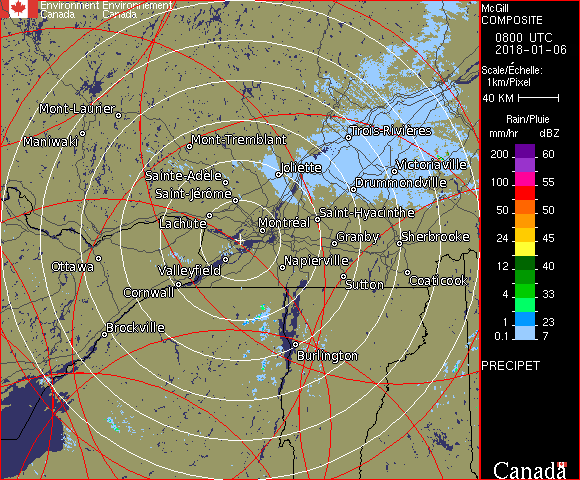 Environment Environnement
Canada Canada
McGill
COMPOSITE
0800 UTC
2018-01-06
Scale/Échelle:
1km/Pixel
40 KM
Rain/Pluie
mm/hr dBZ
200 60
100 55
50 50
24 45
12 40
4 33
1 23
0.1 7
PRECIPET
Canada
Mont-Laurier
Maniwaki
Mont-Tremblant
Trois-Rivières
Sainte-Adèle
Joliette
Victoriaville
Saint-Jérôme
Drummondville
Lachute
Montréal
Saint-Hyacinthe
Granby
Sherbrooke
Ottawa
Valleyfield
Napierville
Cornwall
Sutton
Coaticook
Brockville
Burlington